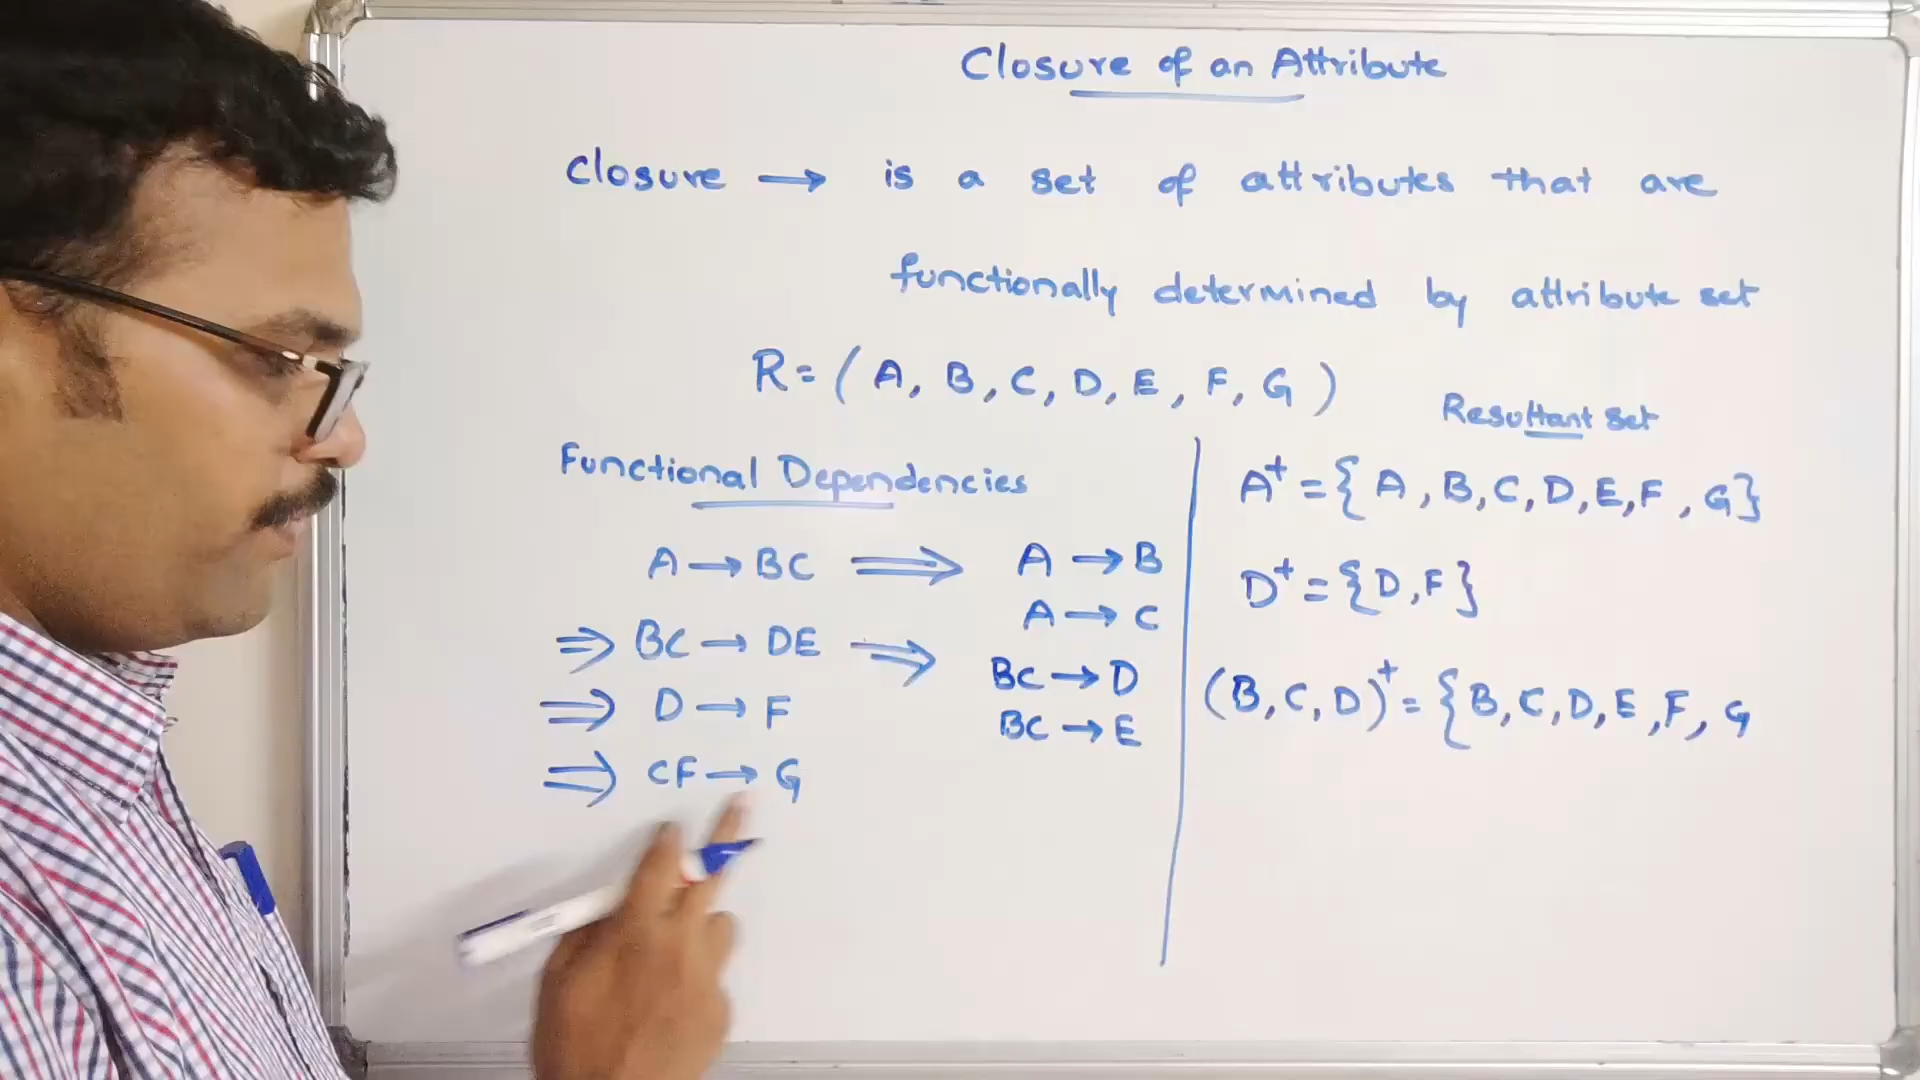 Closure of an Attribute
Closure → is a set of attributes that are
functionally determined by attribute set
R = ( A, B, C, D, E, F, G )
Functional Dependencies
A → BC ⟹ A → B
A → C
⇒ BC → DE ⟹ BC → D
BC → E
⇒ D → F
⇒ CF → G
Resultant set
A⁺ = { A, B, C, D, E, F, G}
D⁺ = {D, F}
(B, C, D)⁺ = { B, C, D, E, F, G